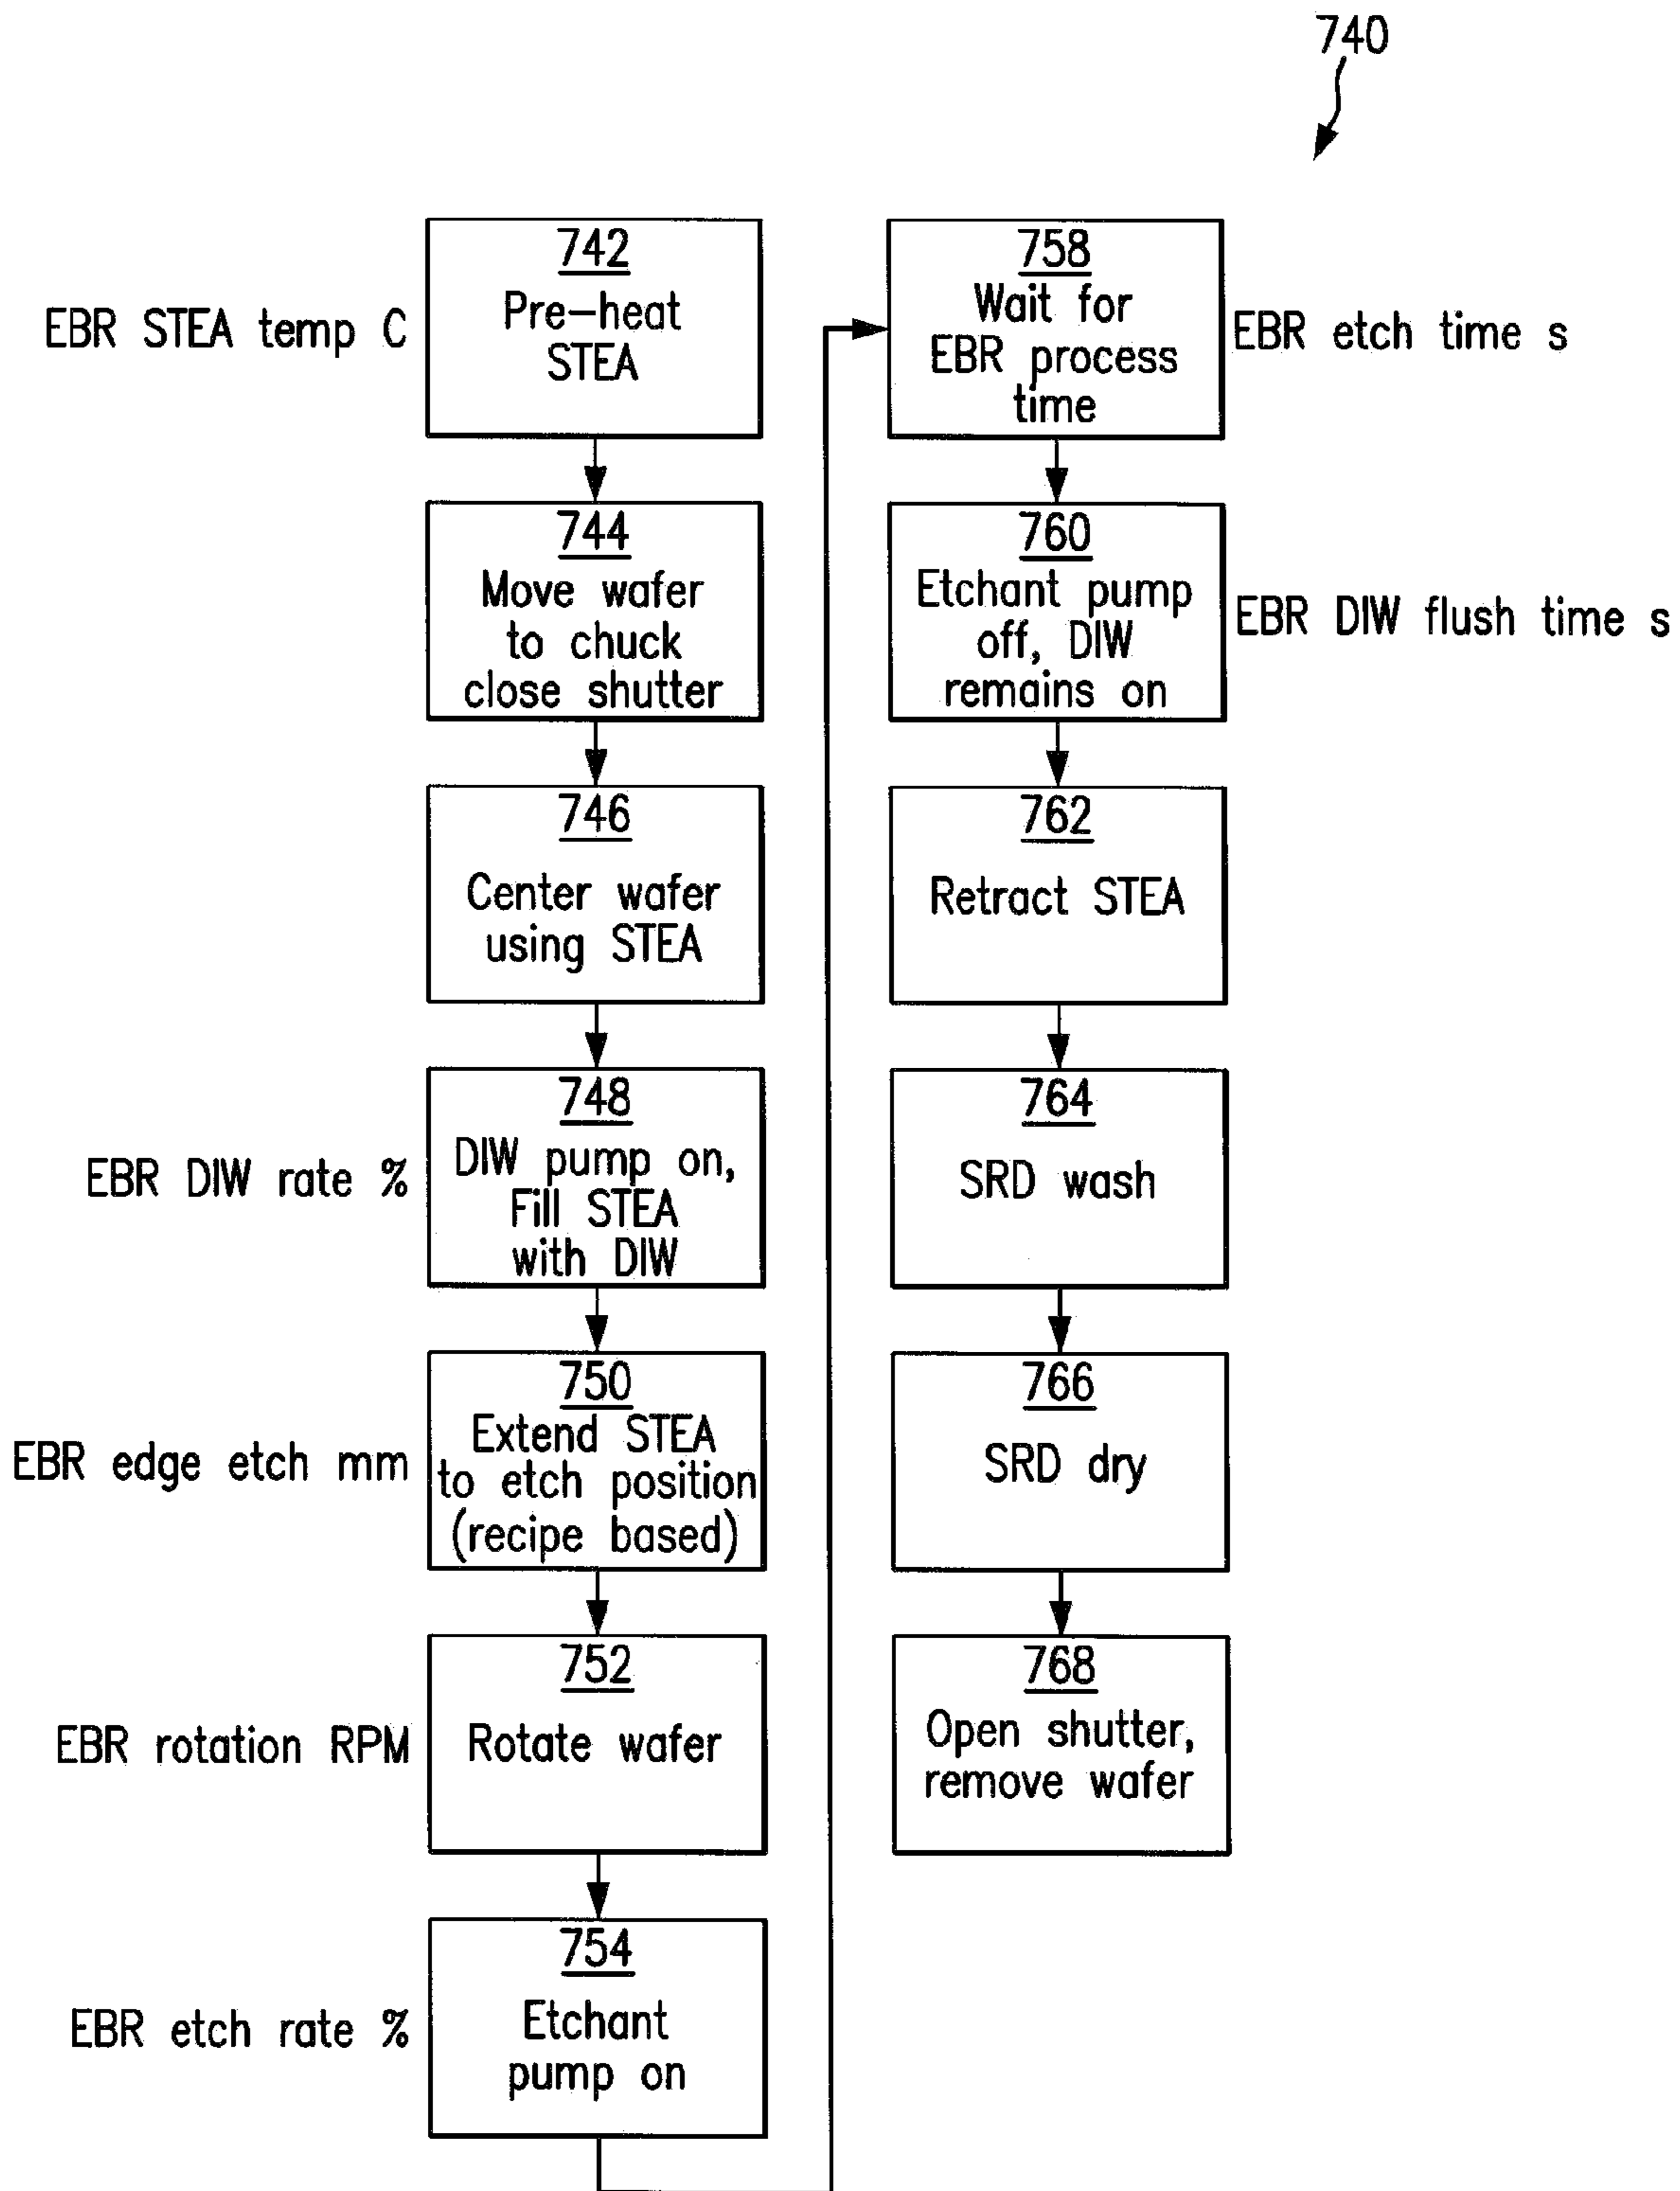 740
742
EBR STEA temp C
Pre-heat
STEA
744
Move wafer
to chuck
close shutter
746
Center wafer
using STEA
748
EBR DIW rate %
DIW pump on,
Fill STEA
with DIW
750
EBR edge etch mm
Extend STEA
to etch position
(recipe based)
752
EBR rotation RPM
Rotate wafer
754
EBR etch rate %
Etchant
pump on
758
Wait for
EBR process
time
EBR etch time s
760
Etchant pump
off, DIW
remains on
EBR DIW flush time s
762
Retract STEA
764
SRD wash
766
SRD dry
768
Open shutter,
remove wafer